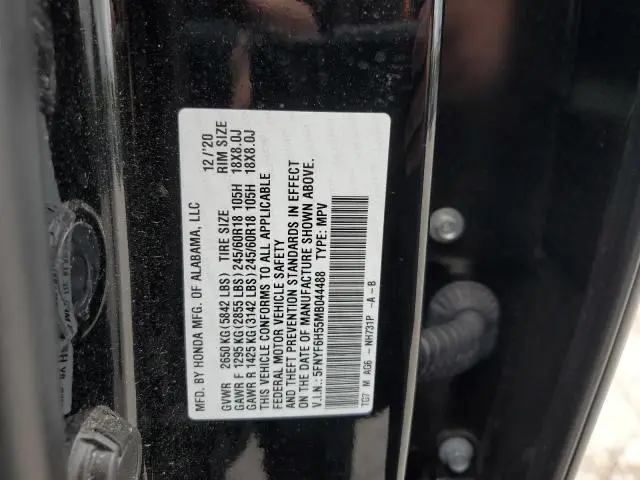 MFD. BY HONDA MFG. OF ALABAMA, LLC 12/'20
GVWR 2650 KG(5842 LBS) TIRE SIZE RIM SIZE
GAWR F 1295 KG(2855 LBS) 245/60R18 105H 18X8.0J
GAWR R 1425 KG(3142 LBS) 245/60R18 105H 18X8.0J
THIS VEHICLE CONFORMS TO ALL APPLICABLE
FEDERAL MOTOR VEHICLE SAFETY
AND THEFT PREVENTION STANDARDS IN EFFECT
ON THE DATE OF MANUFACTURE SHOWN ABOVE.
V.I.N.: 5FNYF6H55MB044488 TYPE: MPV
TG7 M AG6 -NH731P -A -B